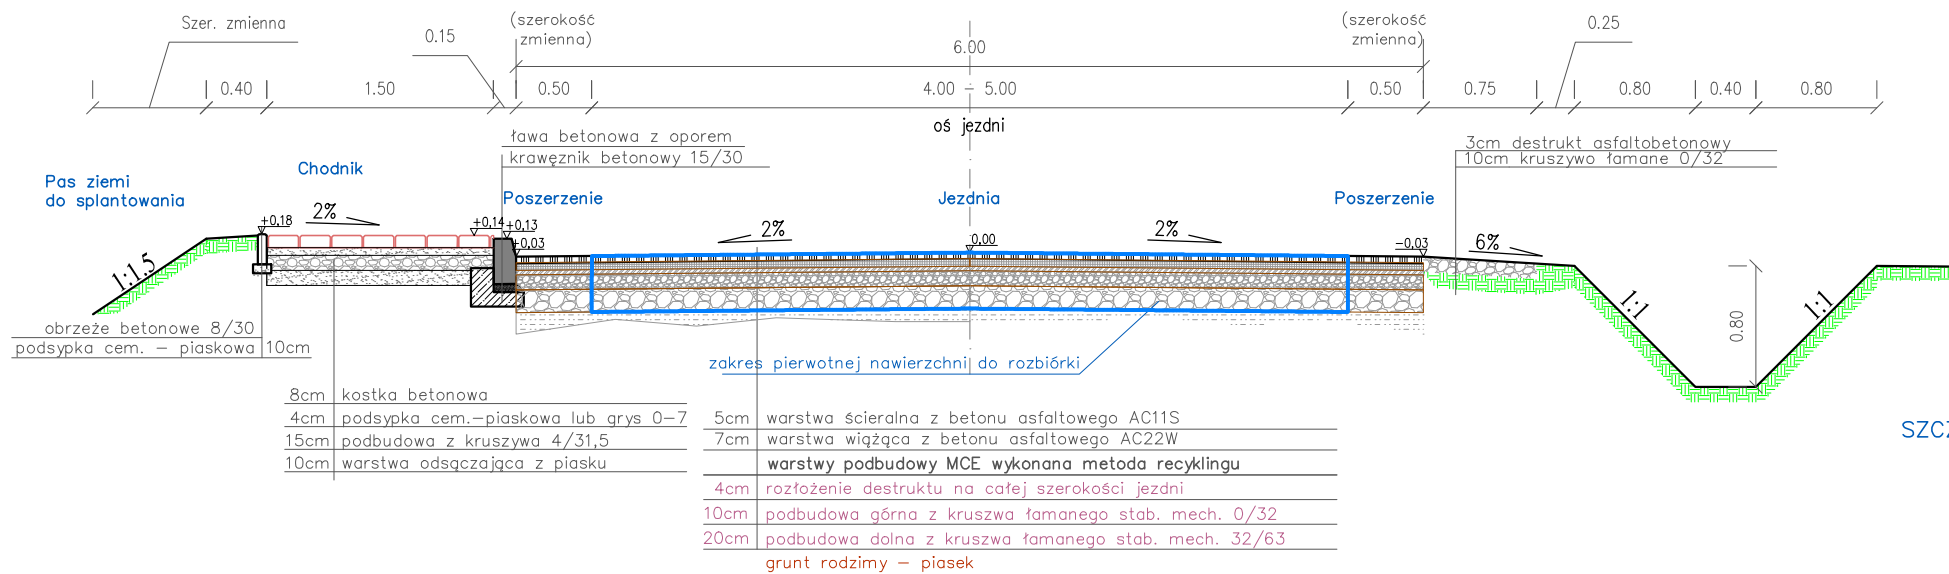 Szer. zmienna
0.15
(szerokość
zmienna)
6.00
(szerokość
zmienna)
0.25
0.40
1.50
0.50
4.00 - 5.00
0.50
0.75
0.80
0.40
0.80
oś jezdni
ława betonowa z oporem
krawęznik betonowy 15/30
3cm destrukt asfaltobetonowy
10cm kruszywo łamane 0/32
Chodnik
Pas ziemi
do splantowania
Poszerzenie
Jezdnia
Poszerzenie
+0,18
2%
+0,14
+0,13
+0,03
2%
0,00
2%
-0,03
6%
1:1,5
1:1
0.80
1:1
obrzeże betonowe 8/30
podsypka cem. - piaskowa 10cm
zakres pierwotnej nawierzchni do rozbiórki
8cm kostka betonowa
4cm podsypka cem.-piaskowa lub grys 0-7
15cm podbudowa z kruszywa 4/31,5
10cm warstwa odsączająca z piasku
5cm warstwa ścieralna z betonu asfaltowego AC11S
7cm warstwa wiążąca z betonu asfaltowego AC22W
warstwy podbudowy MCE wykonana metoda recyklingu
4cm rozłożenie destruktu na całej szerokości jezdni
10cm podbudowa górna z kruszwa łamanego stab. mech. 0/32
20cm podbudowa dolna z kruszwa łamanego stab. mech. 32/63
grunt rodzimy - piasek